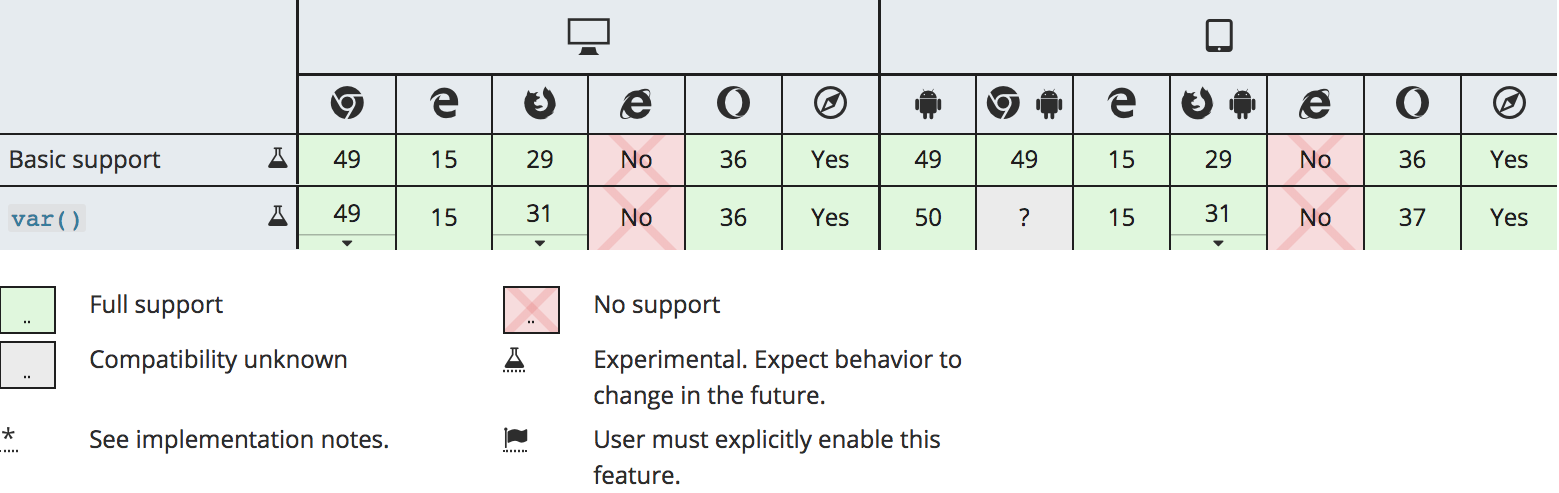 Basic support 49 15 29 No 36 Yes 49 49 15 29 No 36 Yes
var() 49 15 31 No 36 Yes 50 ? 15 31 No 37 Yes
.. Full support .. No support
.. Compatibility unknown Experimental. Expect behavior to
change in the future.
* See implementation notes. User must explicitly enable this
feature.